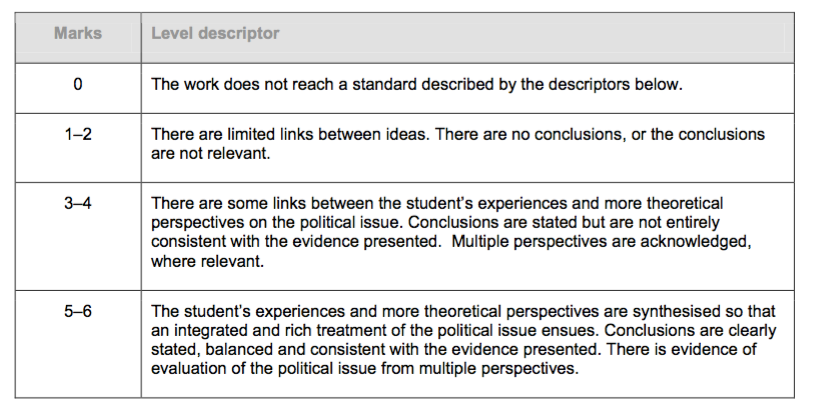 Marks Level descriptor
0 The work does not reach a standard described by the descriptors below.
1–2 There are limited links between ideas. There are no conclusions, or the conclusions
are not relevant.
3–4 There are some links between the student's experiences and more theoretical
perspectives on the political issue. Conclusions are stated but are not entirely
consistent with the evidence presented.  Multiple perspectives are acknowledged,
where relevant.
5–6 The student's experiences and more theoretical perspectives are synthesised so that
an integrated and rich treatment of the political issue ensues. Conclusions are clearly
stated, balanced and consistent with the evidence presented. There is evidence of
evaluation of the political issue from multiple perspectives.